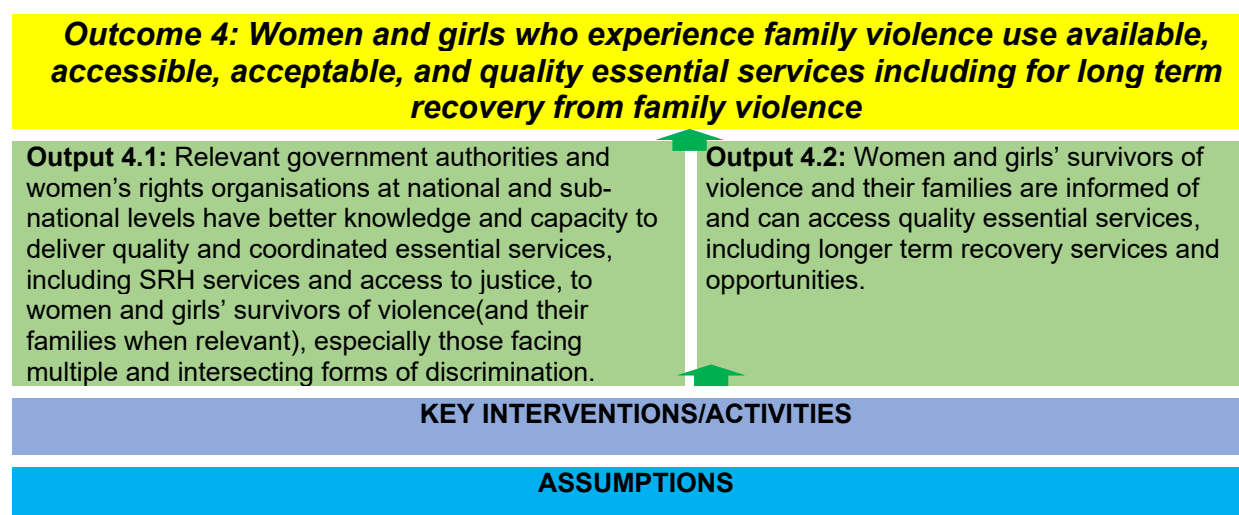 Outcome 4: Women and girls who experience family violence use available,
accessible, acceptable, and quality essential services including for long term
recovery from family violence
Output 4.1: Relevant government authorities and
women's rights organisations at national and sub-
national levels have better knowledge and capacity to
deliver quality and coordinated essential services,
including SRH services and access to justice, to
women and girls' survivors of violence(and their
families when relevant), especially those facing
multiple and intersecting forms of discrimination.
Output 4.2: Women and girls' survivors of
violence and their families are informed of
and can access quality essential services,
including longer term recovery services and
opportunities.
KEY INTERVENTIONS/ACTIVITIES
ASSUMPTIONS